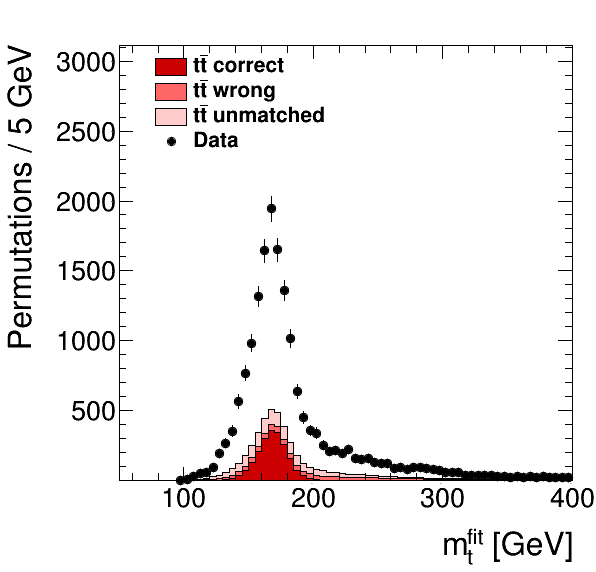 Permutations / 5 GeV
3000
2500
2000
1500
1000
500
tt̄ correct
tt̄ wrong
tt̄ unmatched
Data
100 200 300 400
m_t^fit [GeV]